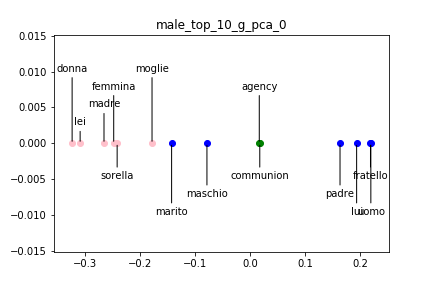 male_top_10_g_pca_0
0.015
0.010
0.005
0.000
−0.005
−0.010
−0.015
donna
moglie
femmina
agency
madre
lei
sorella
communion
fratello
maschio
padre
marito
lui
uomo
−0.3
−0.2
−0.1
0.0
0.1
0.2